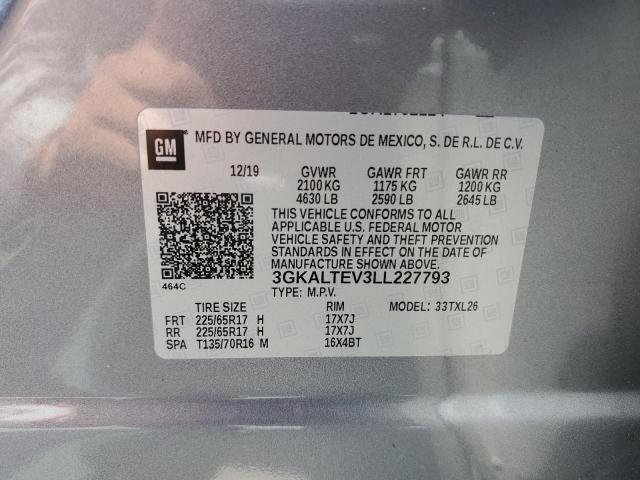 GM
MFD BY GENERAL MOTORS DE MEXICO, S. DE R.L. DE C.V.
12/19 GVWR GAWR FRT GAWR RR
2100 KG 1175 KG 1200 KG
4630 LB 2590 LB 2645 LB
THIS VEHICLE CONFORMS TO ALL
APPLICABLE U.S. FEDERAL MOTOR
VEHICLE SAFETY AND THEFT PREVENTION
STANDARDS IN EFFECT ON THE DATE OF
MANUFACTURE SHOWN ABOVE.
464C 3GKALTEV3LL227793
TYPE: M.P.V.
TIRE SIZE RIM MODEL: 33TXL26
FRT 225/65R17 H 17X7J
RR 225/65R17 H 17X7J
SPA T135/70R16 M 16X4BT